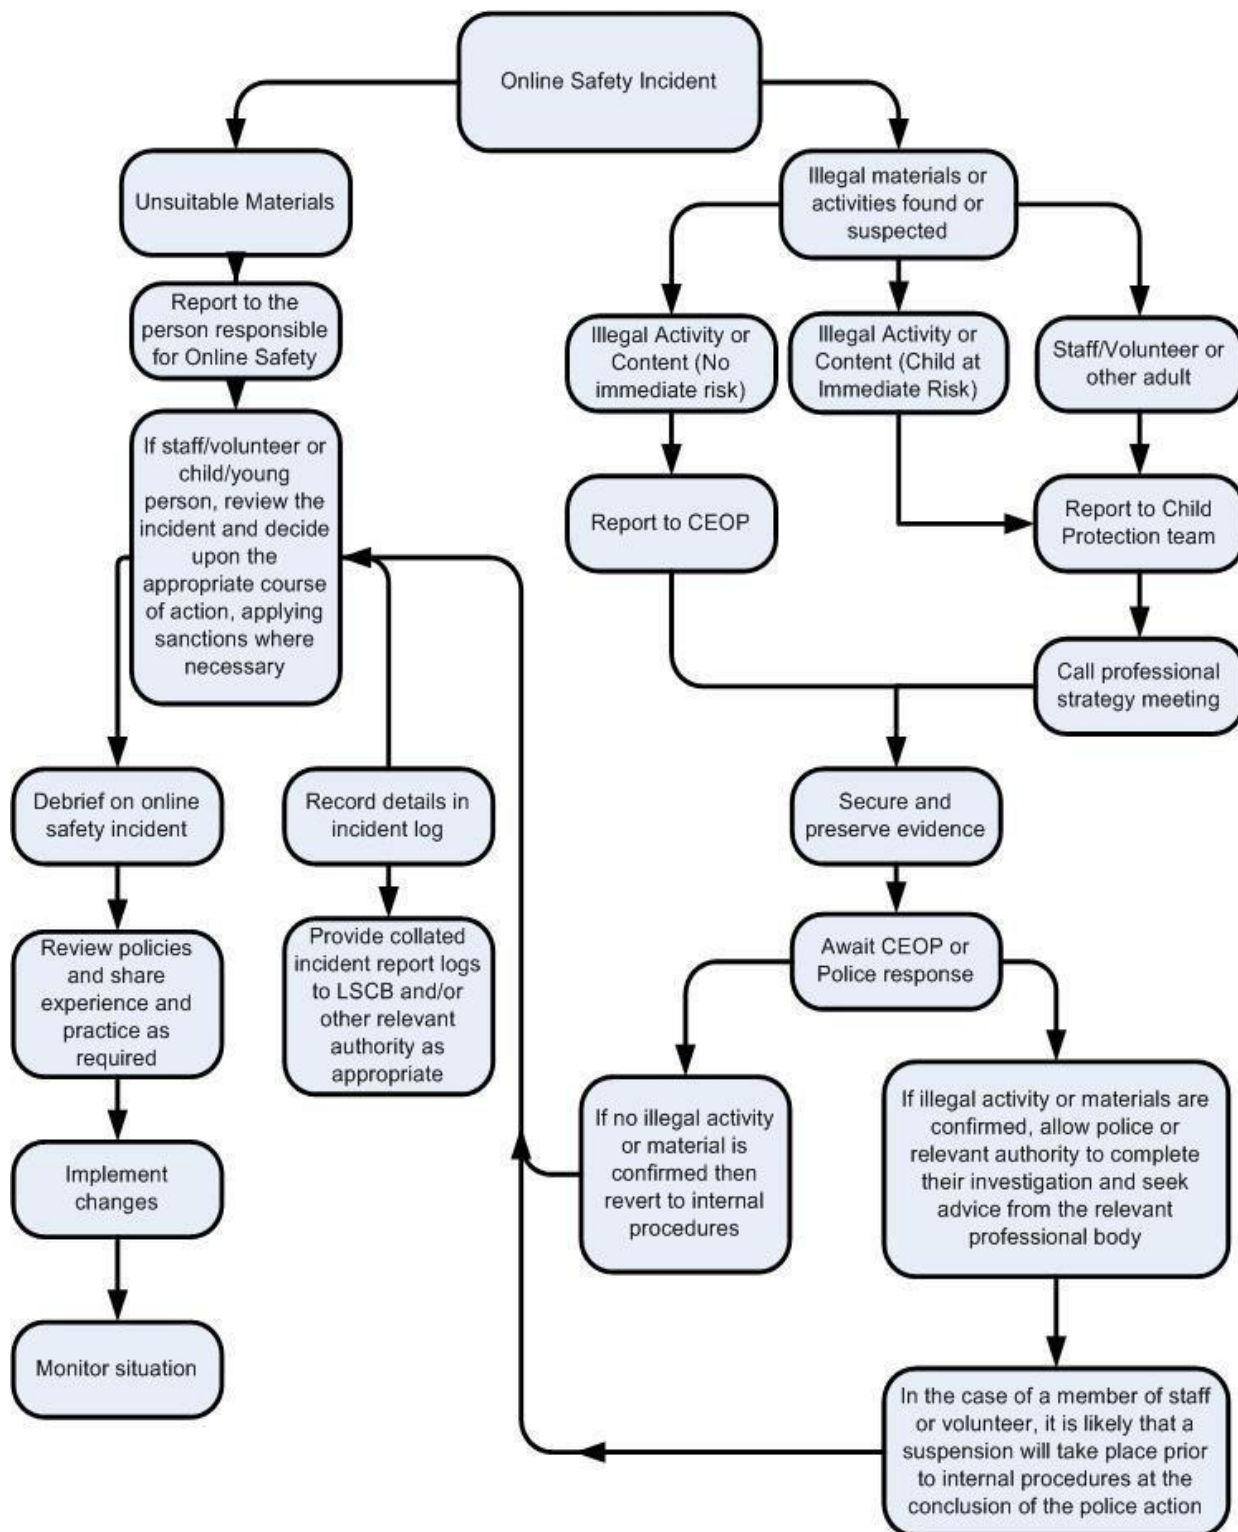 Online Safety Incident
Unsuitable Materials
Illegal materials or
activities found or
suspected
Report to the
person responsible
for Online Safety
Illegal Activity or
Content (No
immediate risk)
Illegal Activity or
Content (Child at
Immediate Risk)
Staff/Volunteer or
other adult
If staff/volunteer or
child/young
person, review the
incident and decide
upon the
appropriate course
of action, applying
sanctions where
necessary
Report to CEOP
Report to Child
Protection team
Call professional
strategy meeting
Debrief on online
safety incident
Record details in
incident log
Secure and
preserve evidence
Review policies
and share
experience and
practice as
required
Provide collated
incident report logs
to LSCB and/or
other relevant
authority as
appropriate
Await CEOP or
Police response
If no illegal activity
or material is
confirmed then
revert to internal
procedures
If illegal activity or materials are
confirmed, allow police or
relevant authority to complete
their investigation and seek
advice from the relevant
professional body
Implement
changes
Monitor situation
In the case of a member of staff
or volunteer, it is likely that a
suspension will take place prior
to internal procedures at the
conclusion of the police action